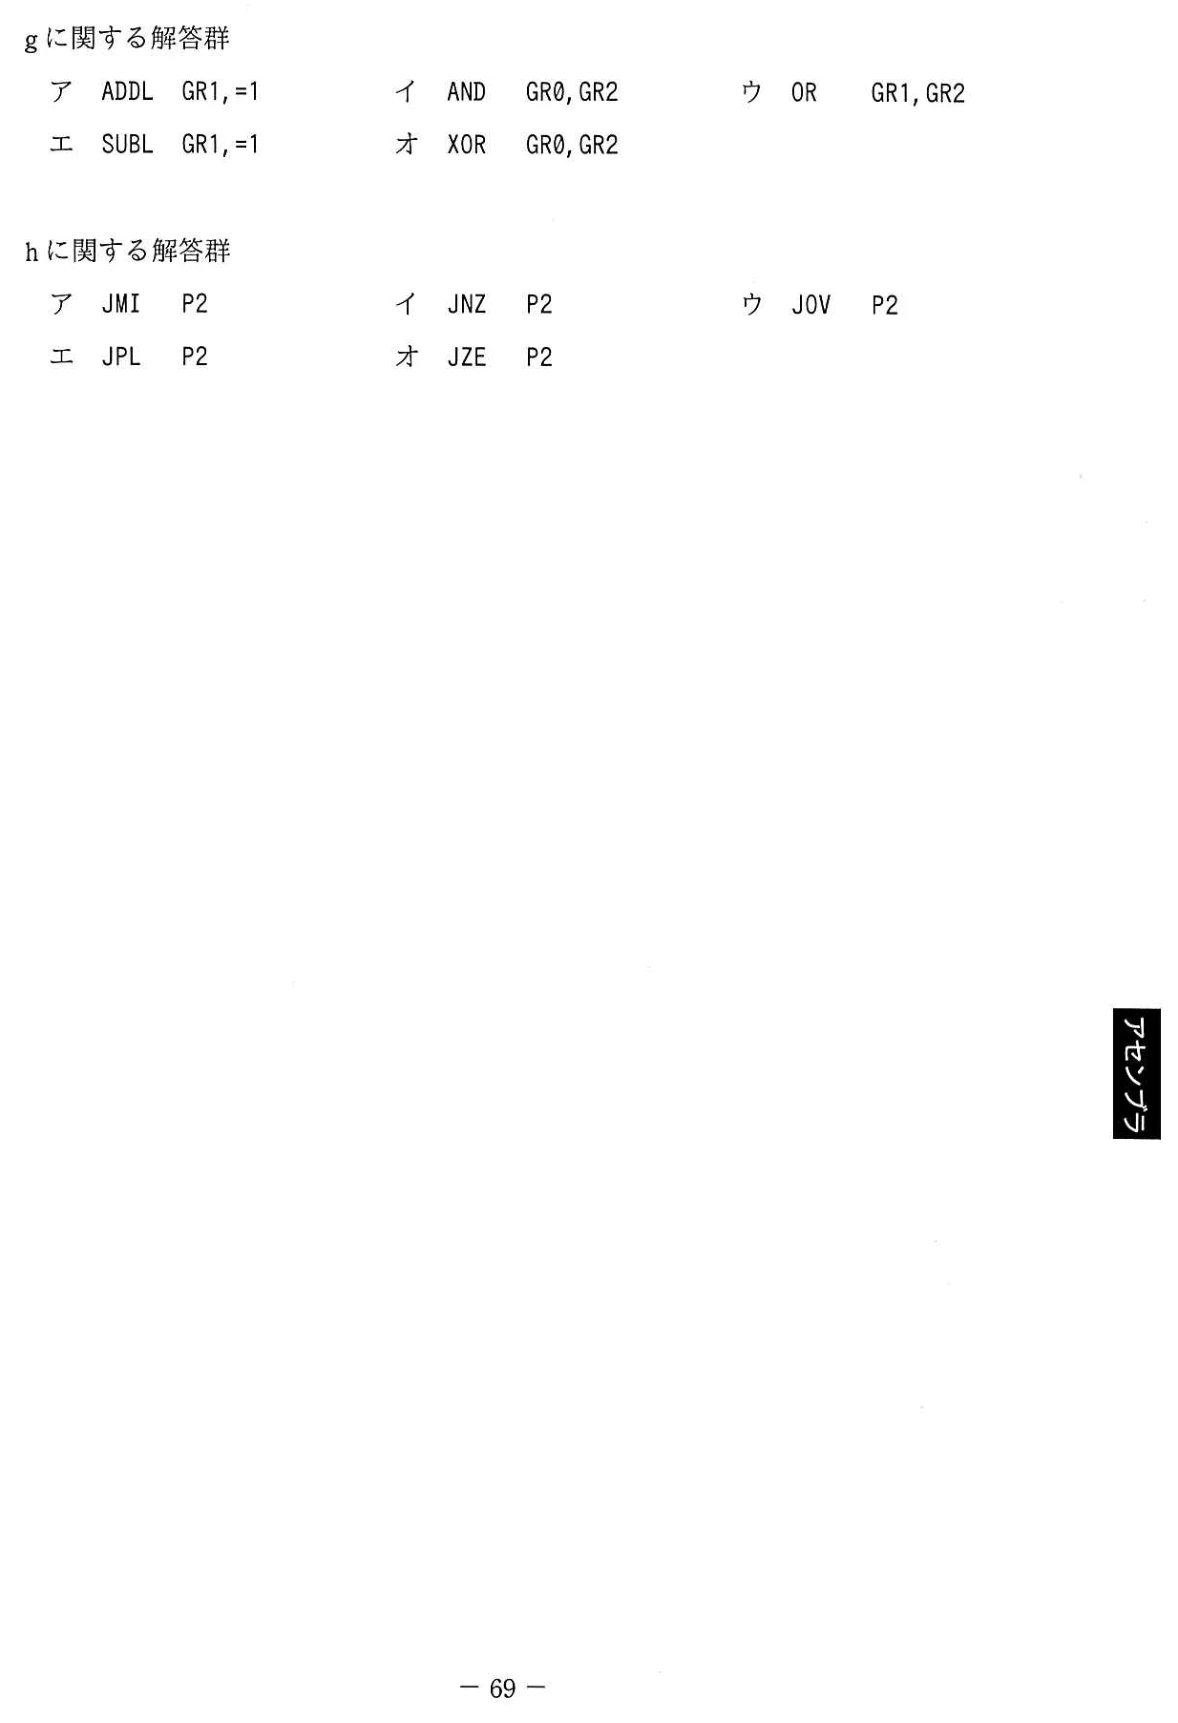 gに関する解答群
ア ADDL GR1,=1 イ AND GR0,GR2 ウ OR GR1,GR2
エ SUBL GR1,=1 オ XOR GR0,GR2
hに関する解答群
ア JMI P2 イ JNZ P2 ウ JOV P2
エ JPL P2 オ JZE P2
アセンブラ
－ 69 －